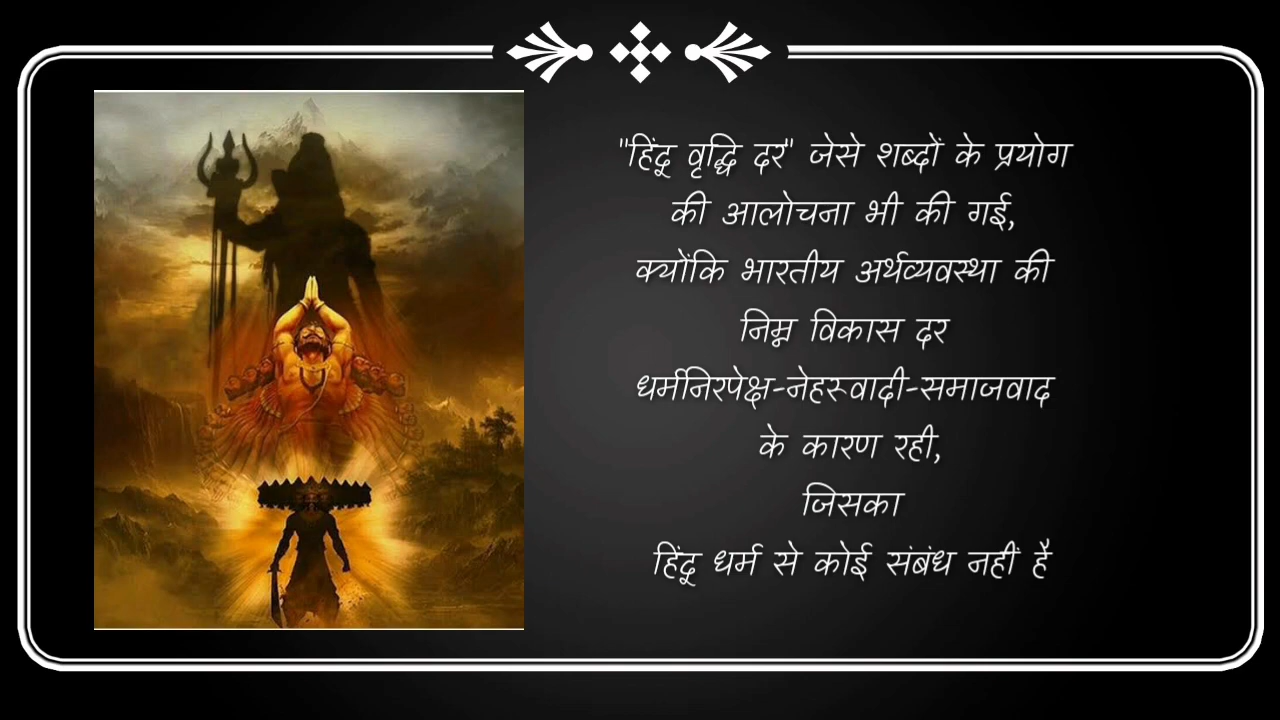 "हिंदू वृद्धि दर" जेसे शब्दों के प्रयोग
की आलोचना भी की गई,
क्योंकि भारतीय अर्थव्यवस्था की
निम्न विकास दर
धर्मनिरपेक्ष-नेहरुवादी-समाजवाद
के कारण रही,
जिसका
हिंदू धर्म से कोई संबंध नहीं है